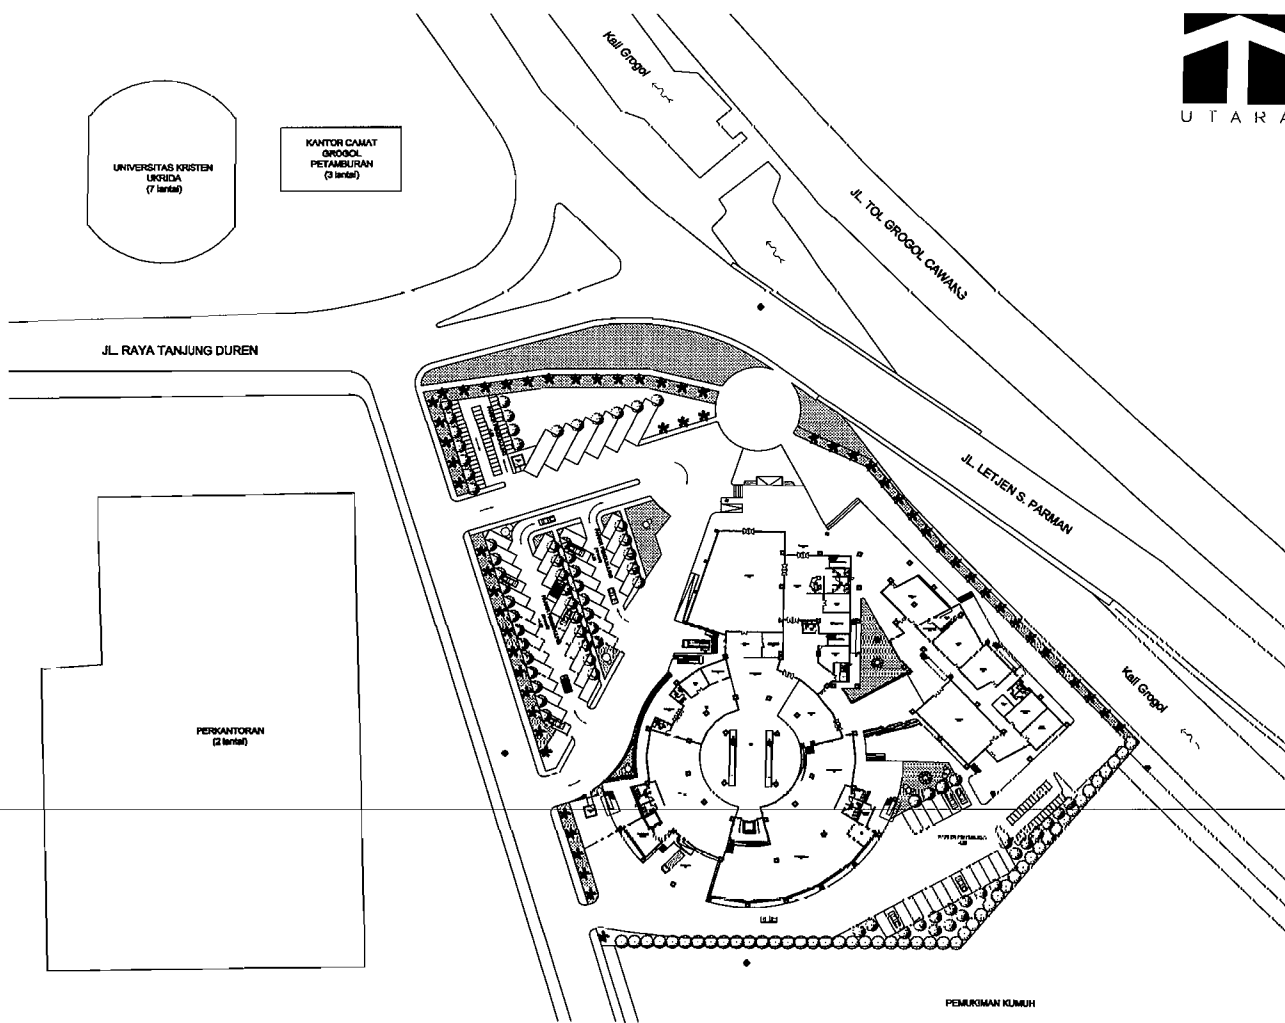 Kali Grogol
UTARA
UNIVERSITAS KRISTEN
UKRIDA
(7 lantai)
KANTOR CAMAT
GROGOL
PETAMBURAN
(3 lantai)
JL. TOL GROGOL CAWANG
JL. RAYA TANJUNG DUREN
JL. LETJEN S. PARMAN
Kali Grogol
PERKANTORAN
(2 lantai)
PEMUKIMAN KUMUH